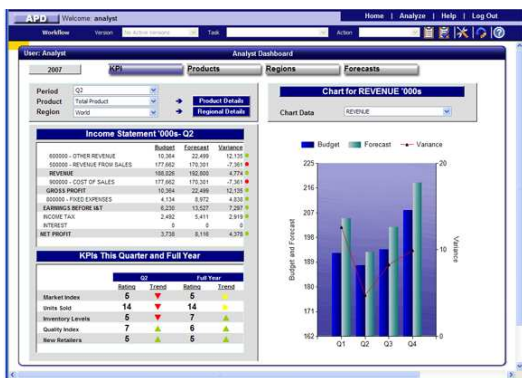 APD Welcome analyst Home | Analyze | Help | Log Out
Workflow Version No Active Versions Task Action
User: Analyst Analyst Dashboard
2007 KPI Products Regions Forecasts
Period Q2
Product Total Product Product Details
Region World Regional Details
Chart for REVENUE '000s
Chart Data REVENUE
Income Statement '000s- Q2
Budget Forecast Variance
600000 - OTHER REVENUE 10,364 22,499 12,135
500000 - REVENUE FROM SALES 177,662 170,301 -7,361
REVENUE 188,026 192,800 4,774
900000 - COST OF SALES 177,662 170,301 -7,361
GROSS PROFIT 10,364 22,499 12,135
800000 - FIXED EXPENSES 4,134 8,972 4,838
EARNINGS BEFORE I&T 6,230 13,527 7,297
INCOME TAX 2,492 5,411 2,919
INTEREST 0 0 0
NET PROFIT 3,738 8,116 4,378
KPIs This Quarter and Full Year
Q2 Full Year
Rating Trend Rating Trend
Market Index 5 5
Units Sold 14 14
Inventory Levels 5 7
Quality Index 7 6
New Retailers 5 5
Budget Forecast Variance
225
216
207
198
189
180
171
162
Budget and Forecast
20
10
0
Variance
Q1 Q2 Q3 Q4